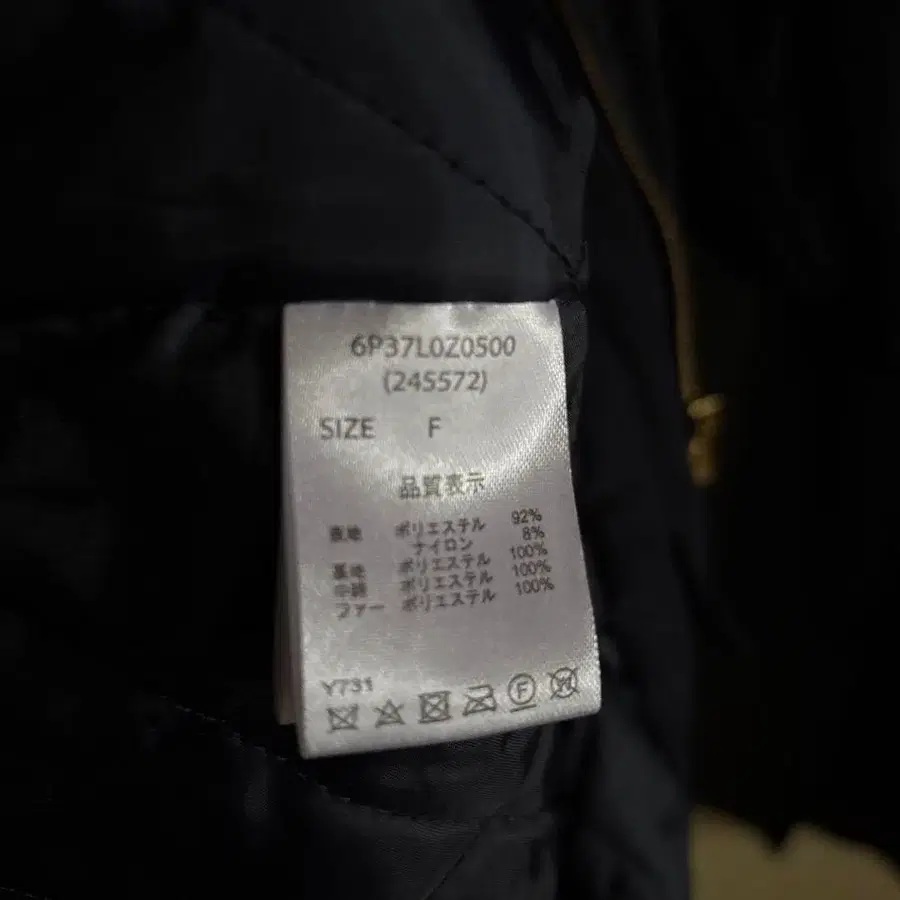 6P37L0Z0500
(245572)
SIZE F
品質表示
表地 ポリエステル 92%
ナイロン 8%
裏地 ポリエステル 100%
中綿 ポリエステル 100%
ファー ポリエステル 100%
Y731
F W